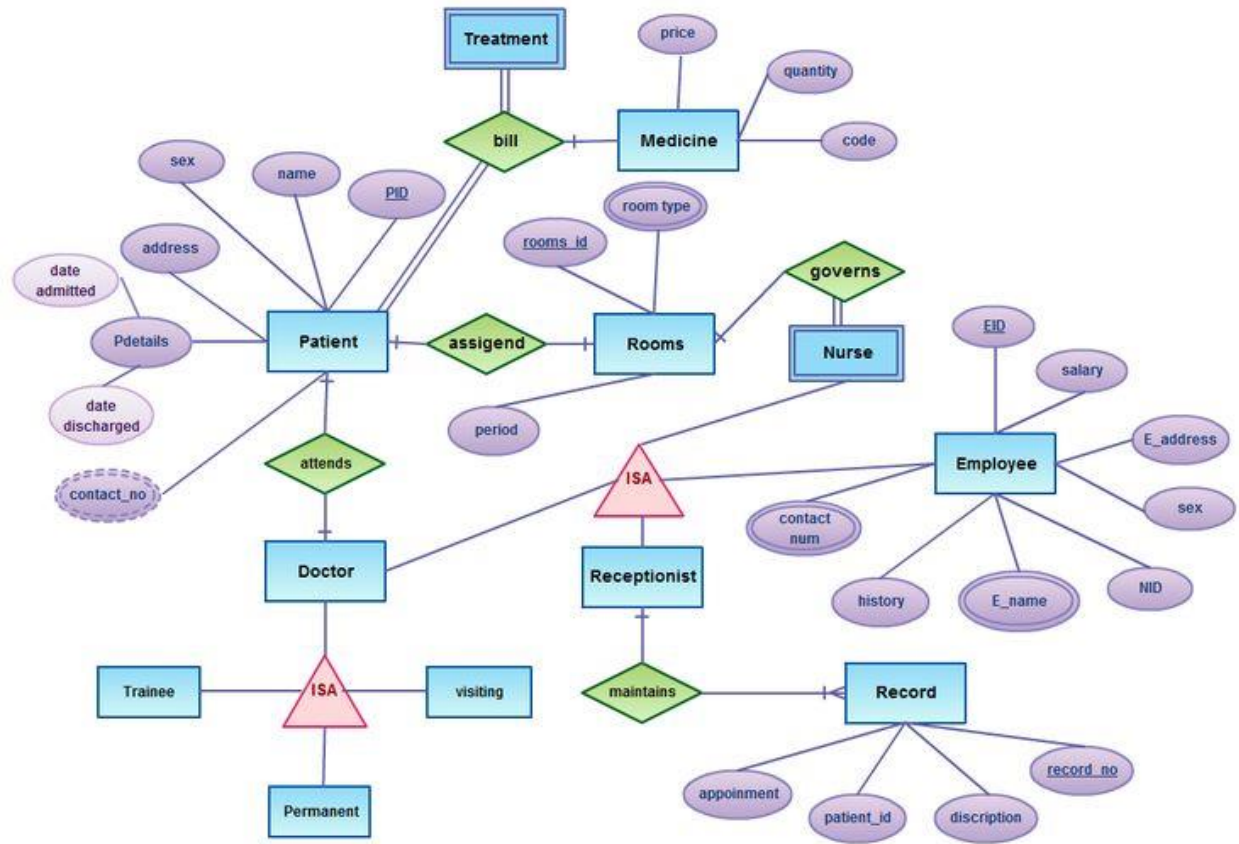 Treatment
price
quantity
bill
Medicine
code
sex
name
PID
room type
address
rooms_id
date
admitted
governs
Pdetails
Patient
assigend
Rooms
Nurse
EID
salary
date
discharged
period
E_address
attends
Employee
ISA
contact_no
contact
num
sex
Doctor
Receptionist
history
E_name
NID
Trainee
ISA
visiting
maintains
Record
Permanent
appoinment
patient_id
discription
record_no